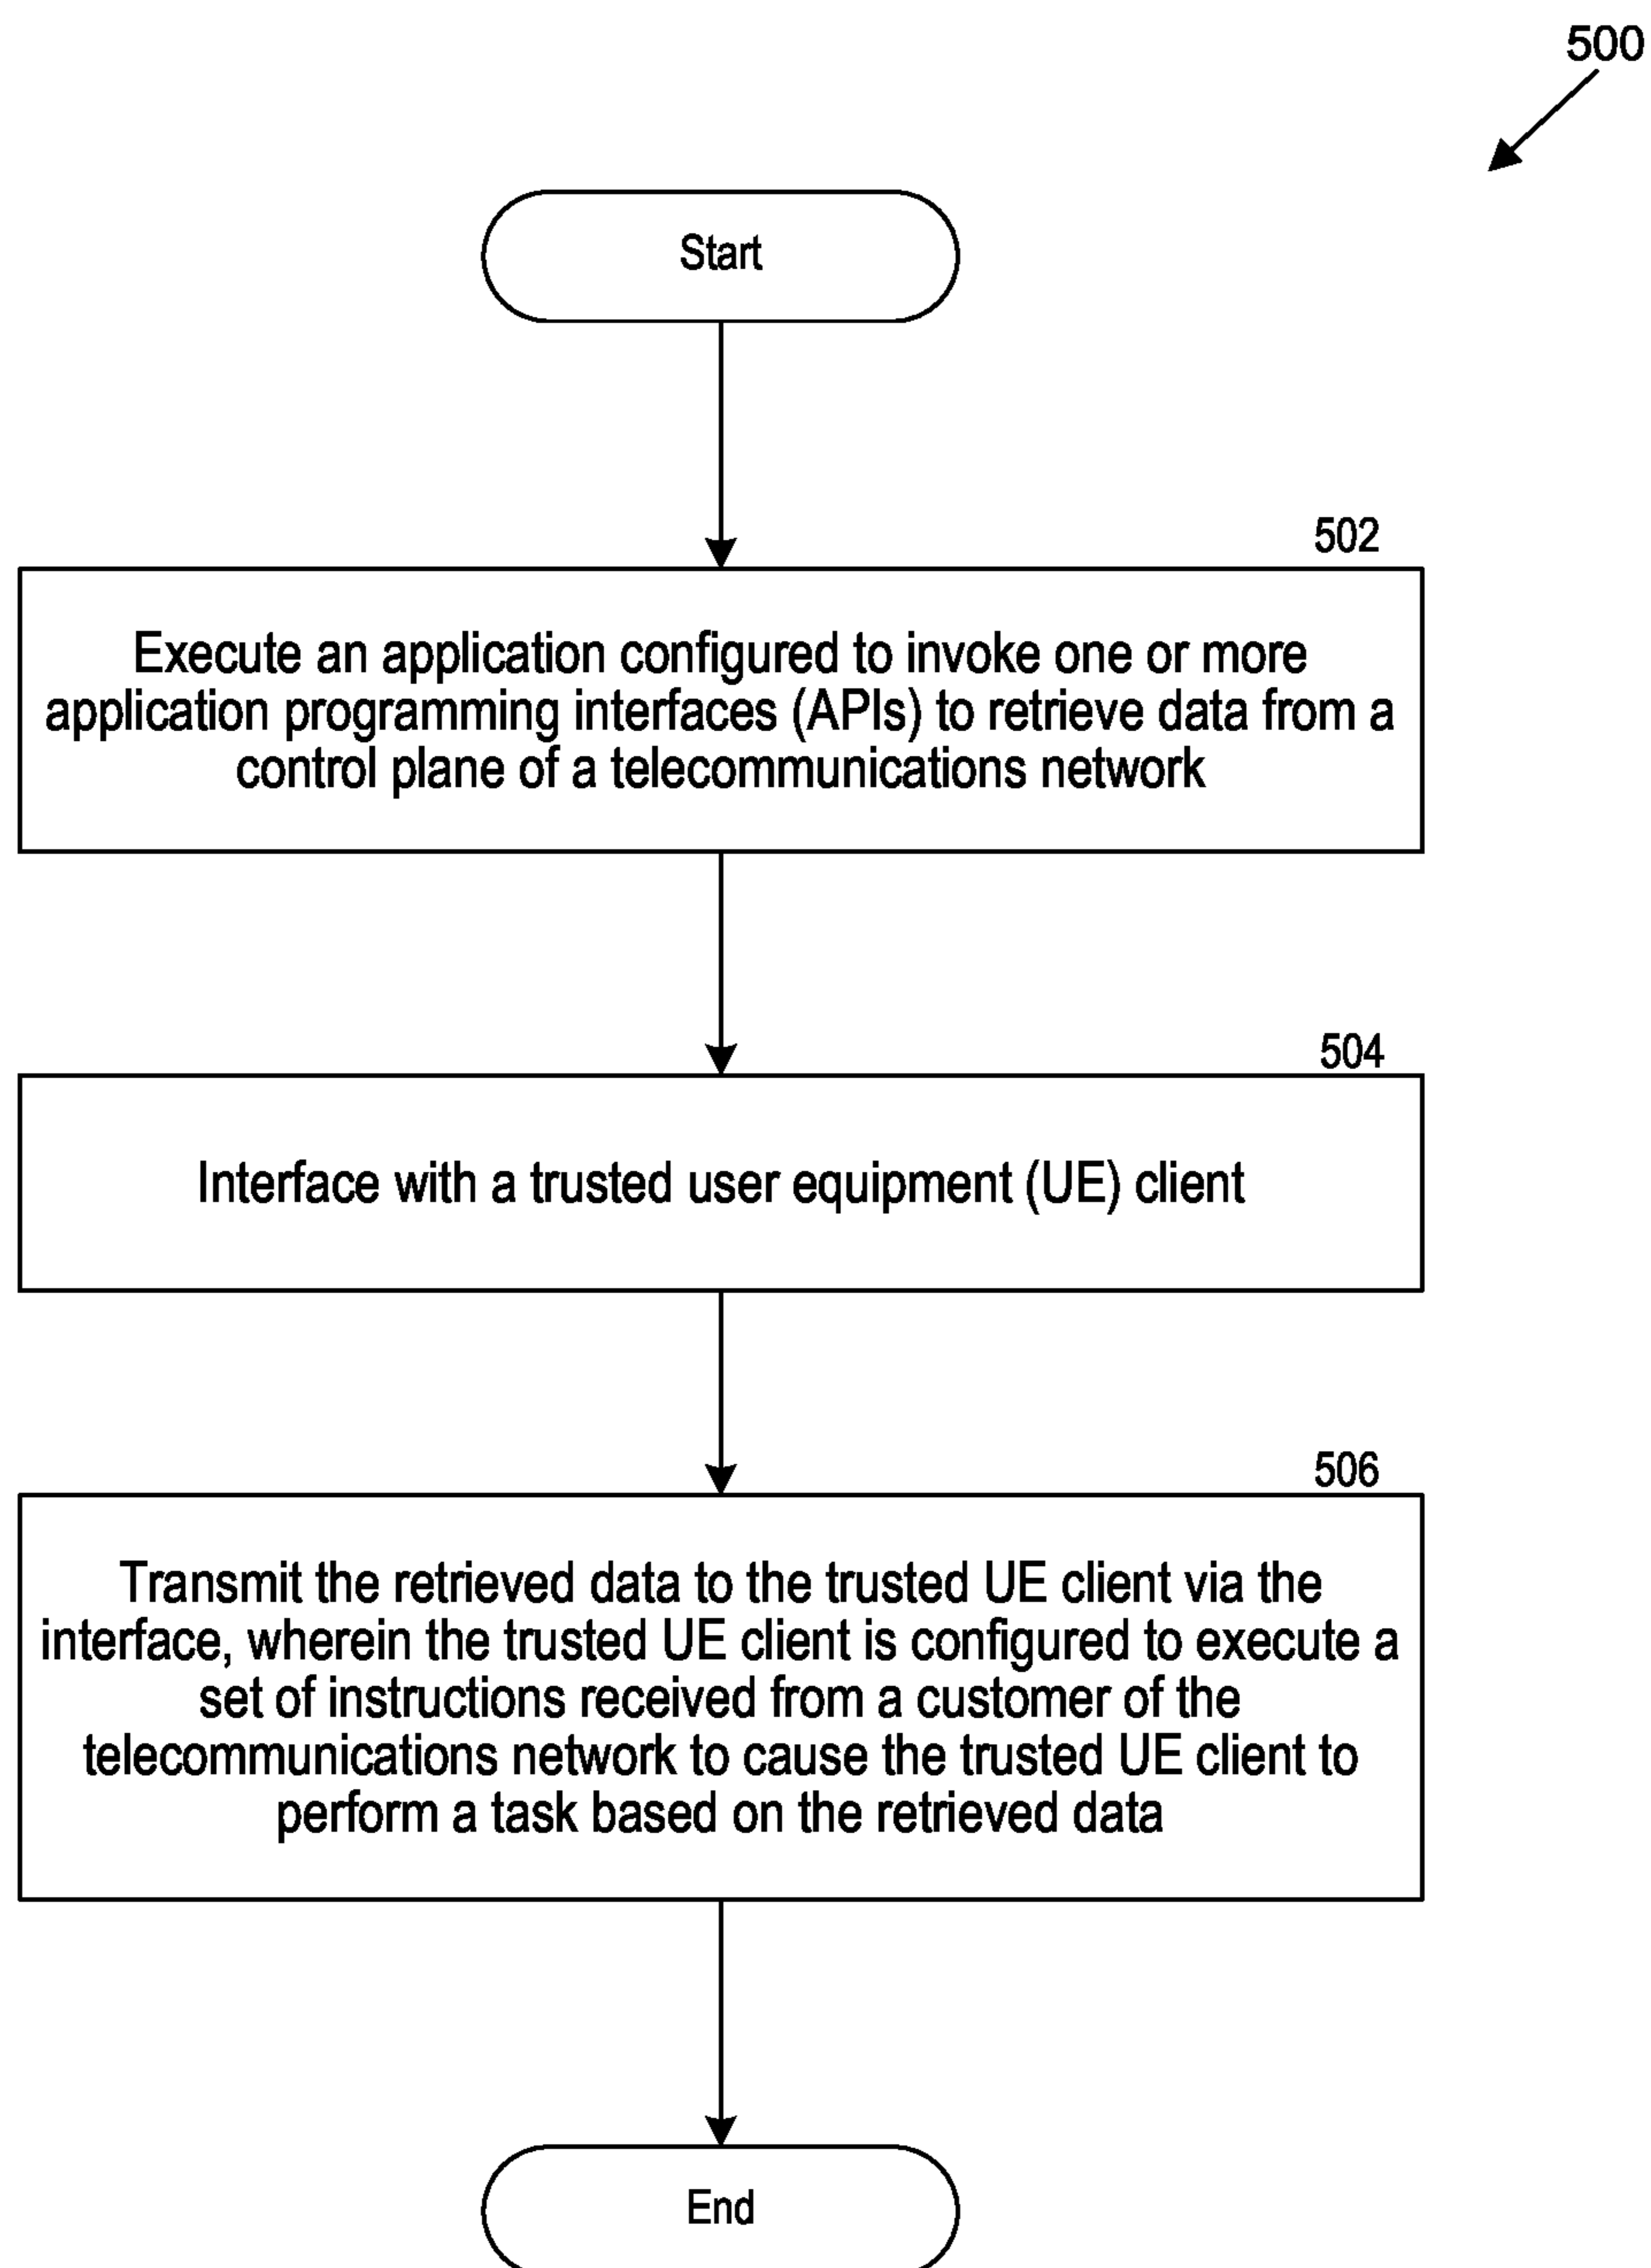 500
Start
502
Execute an application configured to invoke one or more
application programming interfaces (APIs) to retrieve data from a
control plane of a telecommunications network
504
Interface with a trusted user equipment (UE) client
506
Transmit the retrieved data to the trusted UE client via the
interface, wherein the trusted UE client is configured to execute a
set of instructions received from a customer of the
telecommunications network to cause the trusted UE client to
perform a task based on the retrieved data
End